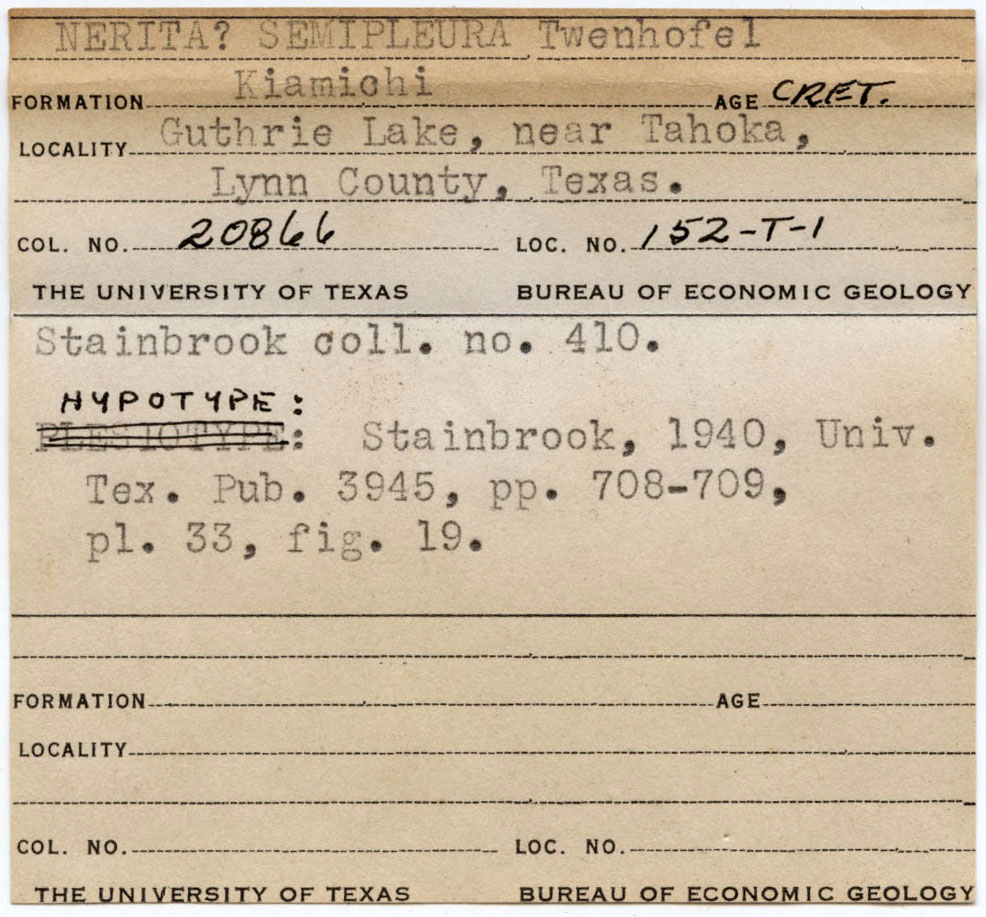 NERITA? SEMIPLEURA Twenhofel
FORMATION Kiamichi AGE CRET.
LOCALITY Guthrie Lake, near Tahoka,
Lynn County, Texas.
COL. NO. 20866 LOC. NO. 152-T-1
THE UNIVERSITY OF TEXAS BUREAU OF ECONOMIC GEOLOGY
Stainbrook coll. no. 410.
HYPOTYPE:
PLESIOTYPE: Stainbrook, 1940, Univ.
Tex. Pub. 3945, pp. 708-709,
pl. 33, fig. 19.
FORMATION AGE
LOCALITY
COL. NO. LOC. NO.
THE UNIVERSITY OF TEXAS BUREAU OF ECONOMIC GEOLOGY